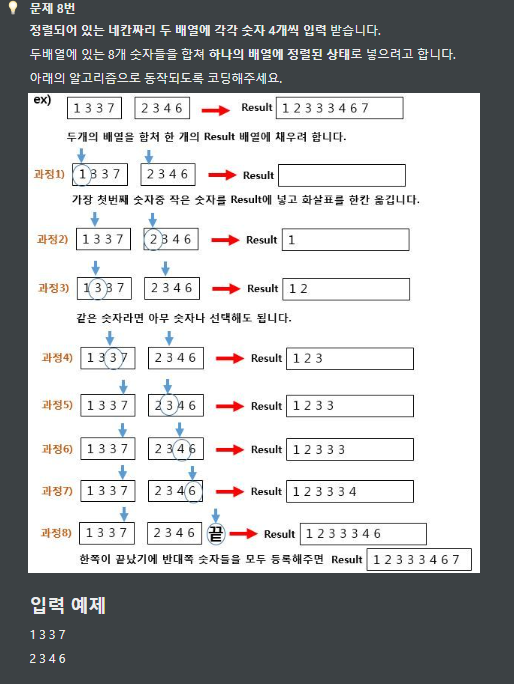 문제 8번
정렬되어 있는 네칸짜리 두 배열에 각각 숫자 4개씩 입력 받습니다.
두배열에 있는 8개 숫자들을 합쳐 하나의 배열에 정렬된 상태로 넣으려고 합니다.
아래의 알고리즘으로 동작되도록 코딩해주세요.
ex) 1 3 3 7 2 3 4 6 Result 1 2 3 3 3 4 6 7
두개의 배열을 합쳐 한 개의 Result 배열에 채우려 합니다.
과정1) 1 3 3 7 2 3 4 6 Result
가장 첫번째 숫자중 작은 숫자를 Result에 넣고 화살표를 한칸 옮깁니다.
과정2) 1 3 3 7 2 3 4 6 Result 1
과정3) 1 3 3 7 2 3 4 6 Result 1 2
같은 숫자라면 아무 숫자나 선택해도 됩니다.
과정4) 1 3 3 7 2 3 4 6 Result 1 2 3
과정5) 1 3 3 7 2 3 4 6 Result 1 2 3 3
과정6) 1 3 3 7 2 3 4 6 Result 1 2 3 3 3
과정7) 1 3 3 7 2 3 4 6 Result 1 2 3 3 3 4
과정8) 1 3 3 7 2 3 4 6 끝 Result 1 2 3 3 3 4 6
한쪽이 끝났기에 반대쪽 숫자들을 모두 등록해주면 Result 1 2 3 3 3 4 6 7
입력 예제
1 3 3 7
2 3 4 6